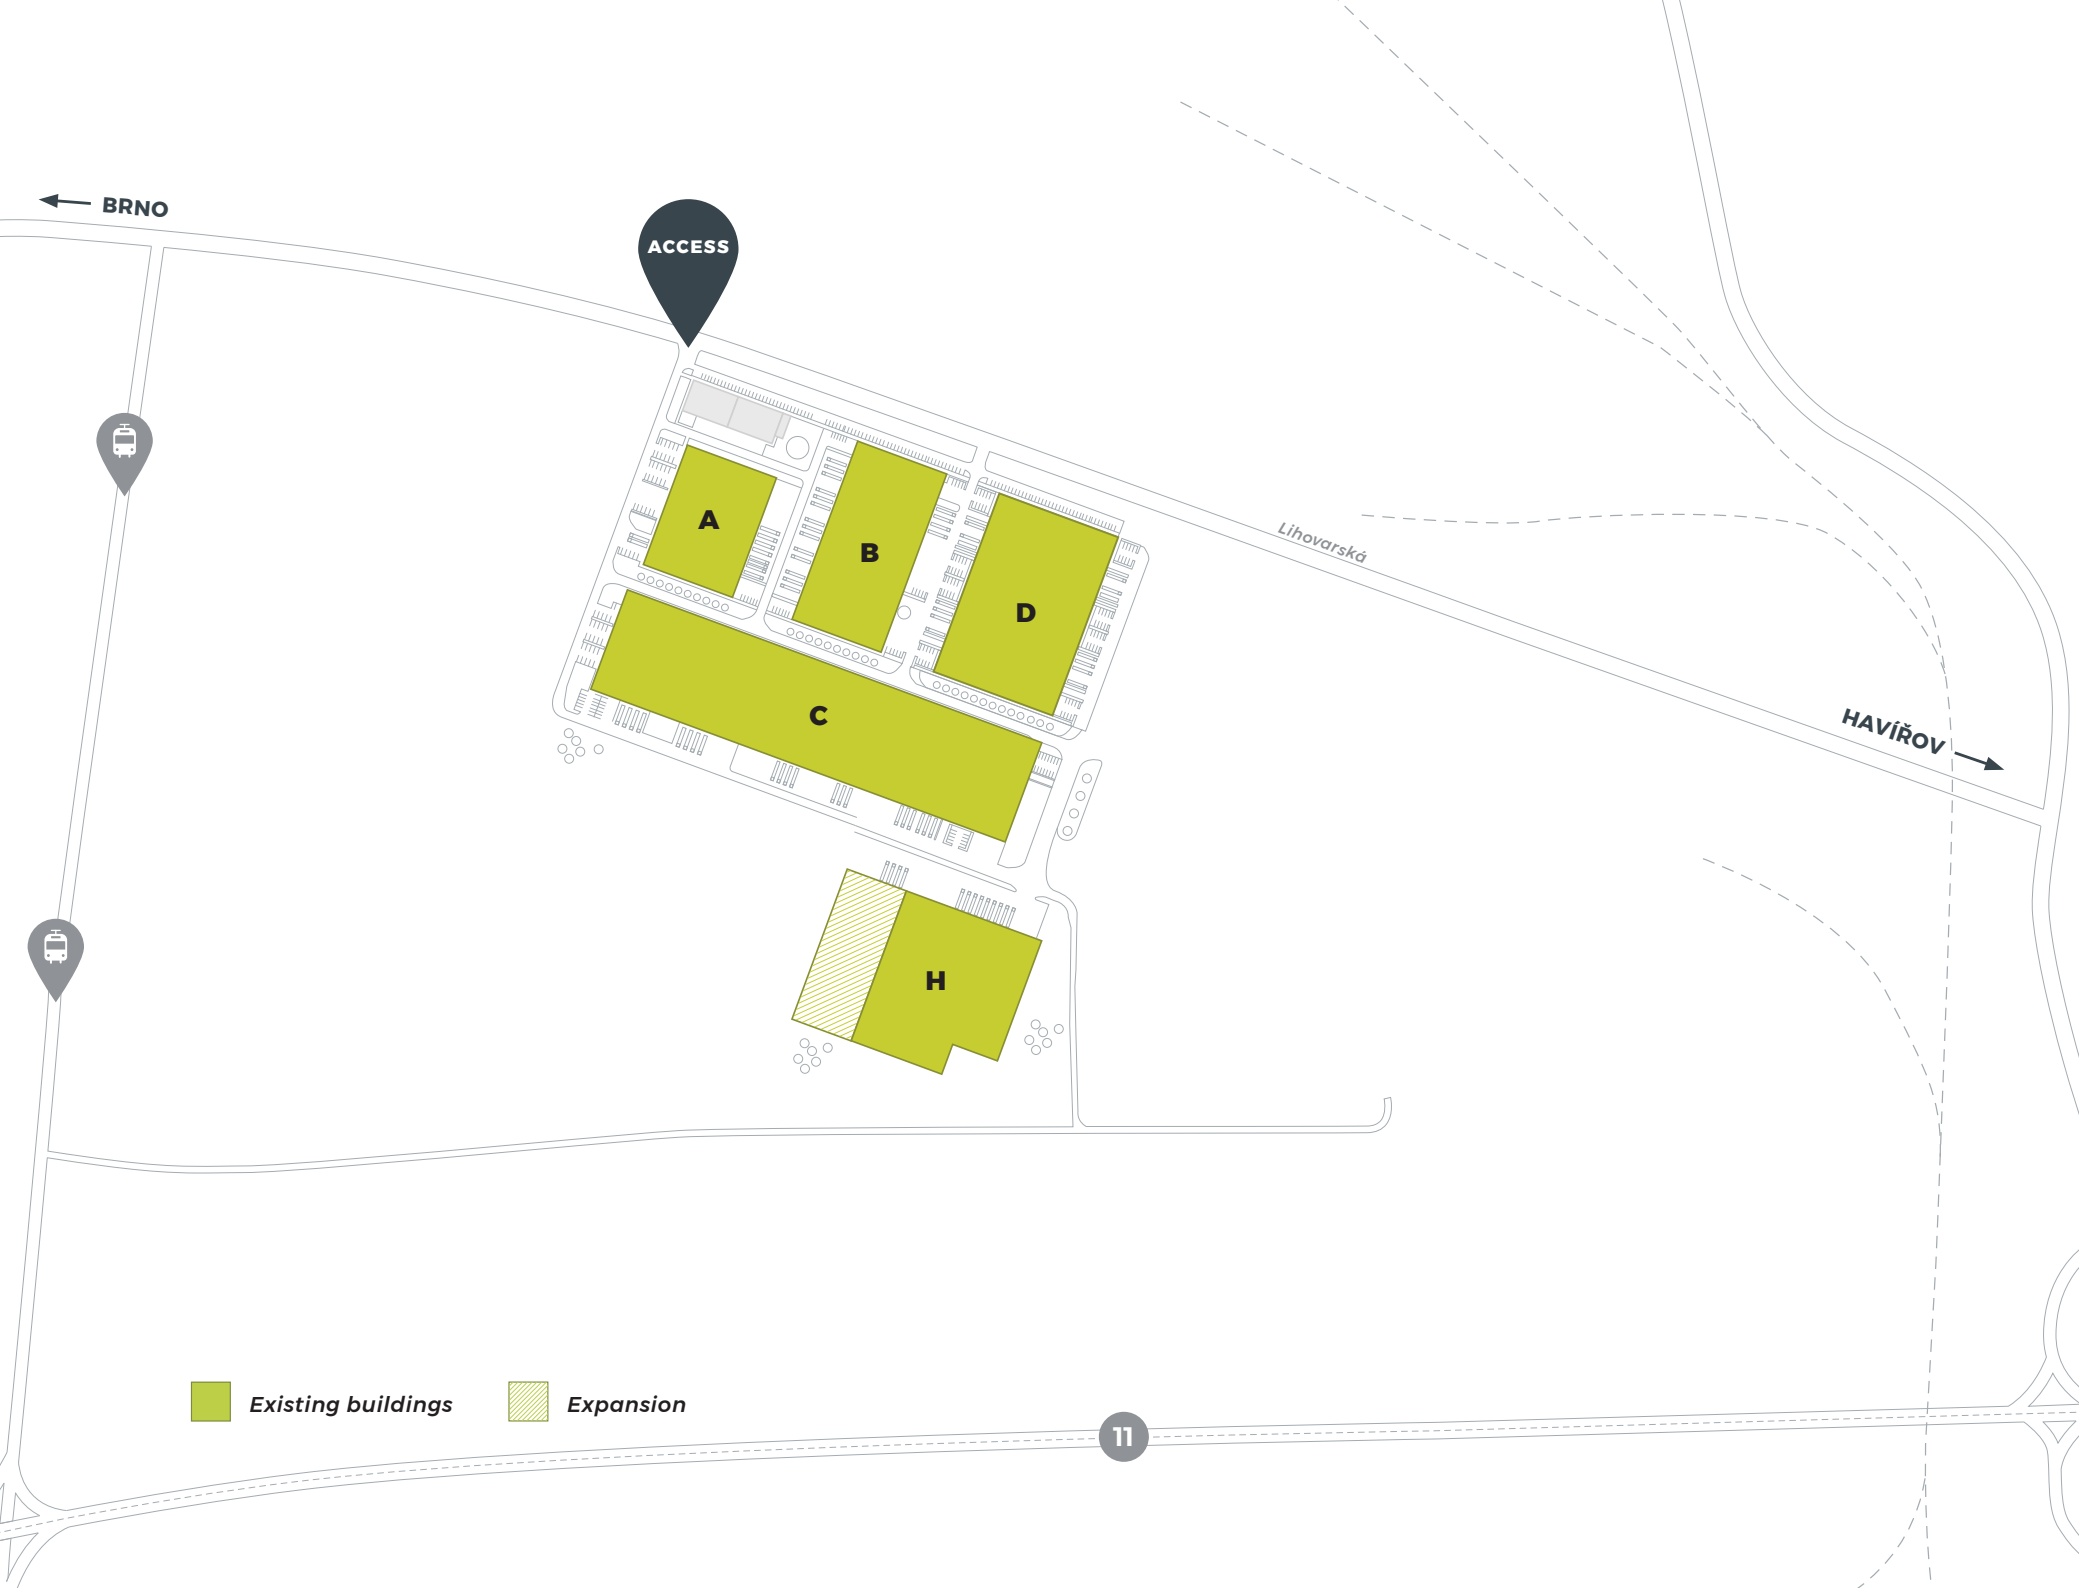 BRNO
ACCESS
A
B
D
Lihovarská
C
HAVÍŘOV
H
Existing buildings
Expansion
11